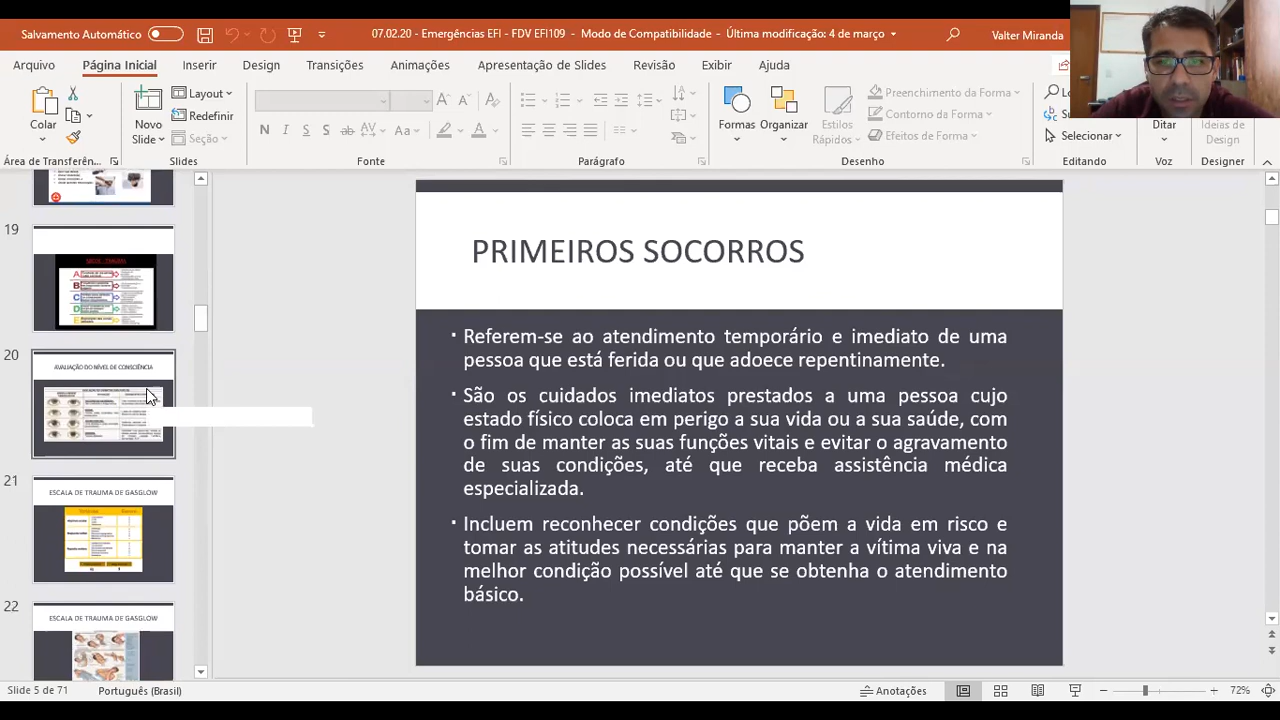 Salvamento Automático
07.02.20 - Emergências EFI - FDV EFI109 - Modo de Compatibilidade - Última modificação: 4 de março
Valter Miranda
Arquivo Página Inicial Inserir Design Transições Animações Apresentação de Slides Revisão Exibir Ajuda
Colar
Novo Slide
Layout
Redefinir
Seção
Formas
Organizar
Estilos Rápidos
Preenchimento da Forma
Contorno da Forma
Efeitos de Forma
Selecionar
Ditar
Ideias de Design
Área de Transferên... Slides Fonte Parágrafo Desenho Editando Voz Designer
19
20
AVALIAÇÃO DO NÍVEL DE CONSCIÊNCIA
21
ESCALA DE TRAUMA DE GASGLOW
22
ESCALA DE TRAUMA DE GASGLOW
PRIMEIROS SOCORROS
· Referem-se ao atendimento temporário e imediato de uma
pessoa que está ferida ou que adoece repentinamente.
· São os cuidados imediatos prestados a uma pessoa cujo
estado físico coloca em perigo a sua vida ou a sua saúde, com
o fim de manter as suas funções vitais e evitar o agravamento
de suas condições, até que receba assistência médica
especializada.
· Incluem reconhecer condições que põem a vida em risco e
tomar as atitudes necessárias para manter a vítima viva e na
melhor condição possível até que se obtenha o atendimento
básico.
Slide 5 de 71 Português (Brasil) Anotações 72%